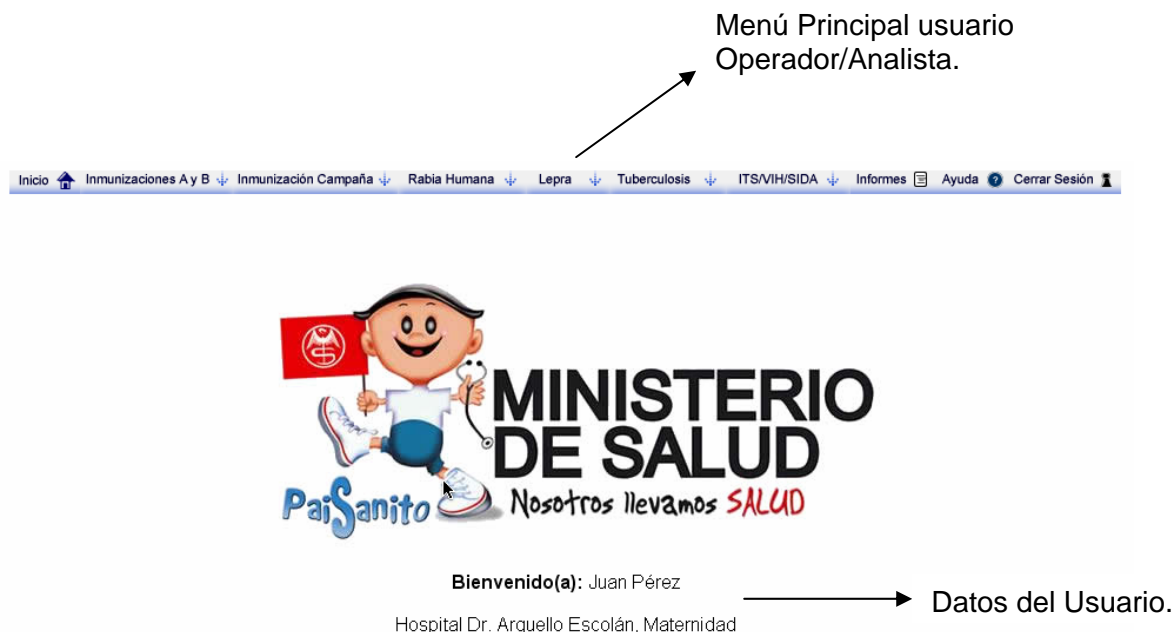 Menú Principal usuario
Operador/Analista.
Inicio Inmunizaciones A y B Inmunización Campaña Rabia Humana Lepra Tuberculosis ITS/VIH/SIDA Informes Ayuda Cerrar Sesión
MINISTERIO
DE SALUD
PaiSanito
Nosotros llevamos SALUD
Bienvenido(a): Juan Pérez
Datos del Usuario.
Hospital Dr. Arguello Escolán, Maternidad